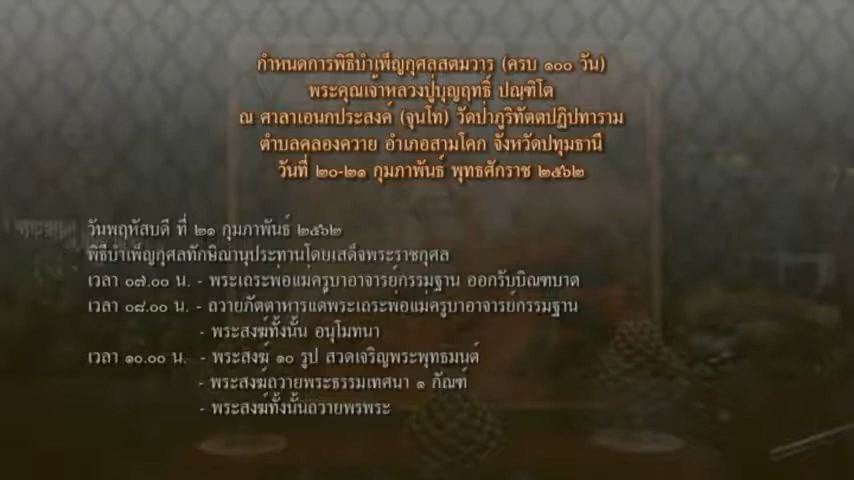 กำหนดการพิธีบำเพ็ญกุศลสตมวาร (ครบ ๑๐๐ วัน)
พระคุณเจ้าหลวงปู่บุญฤทธิ์ ปณฺฑิโต
ณ ศาลาเอนกประสงค์ (จุนโท) วัดป่าภูริทัตตปฏิปทาราม
ตำบลคลองควาย อำเภอสามโคก จังหวัดปทุมธานี
วันที่ ๒๐-๒๑ กุมภาพันธ์ พุทธศักราช ๒๕๖๒
วันพฤหัสบดี ที่ ๒๑ กุมภาพันธ์ ๒๕๖๒
พิธีบำเพ็ญกุศลทักษิณานุประทานโดยเสด็จพระราชกุศล
เวลา ๐๗.๐๐ น. - พระเถระพ่อแม่ครูบาอาจารย์กรรมฐาน ออกรับบิณฑบาต
เวลา ๐๘.๐๐ น. - ถวายภัตตาหารแด่พระเถระพ่อแม่ครูบาอาจารย์กรรมฐาน
- พระสงฆ์ทั้งนั้น อนุโมทนา
เวลา ๑๐.๐๐ น. - พระสงฆ์ ๑๐ รูป สวดเจริญพระพุทธมนต์
- พระสงฆ์ถวายพระธรรมเทศนา ๑ กัณฑ์
- พระสงฆ์ทั้งนั้นถวายพรพระ